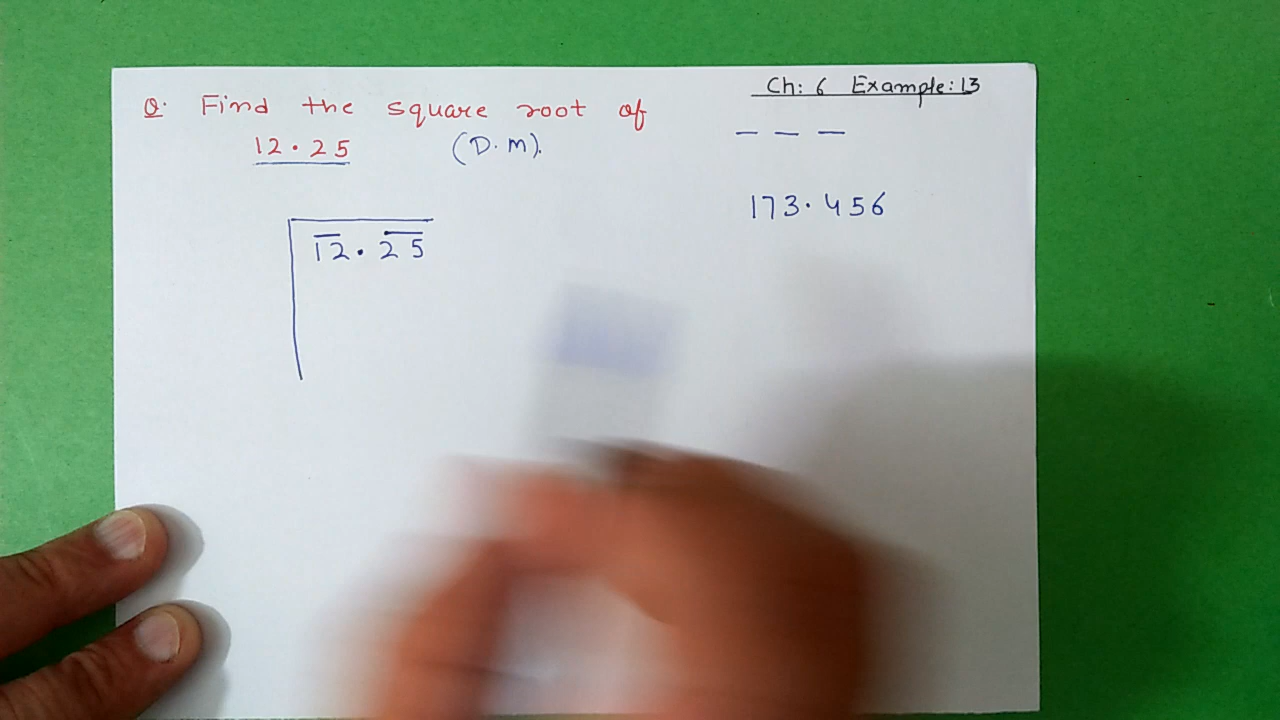 Ch: 6 Example: 13
Q. Find the square root of
12.25 (D.M).
173.456
12.25